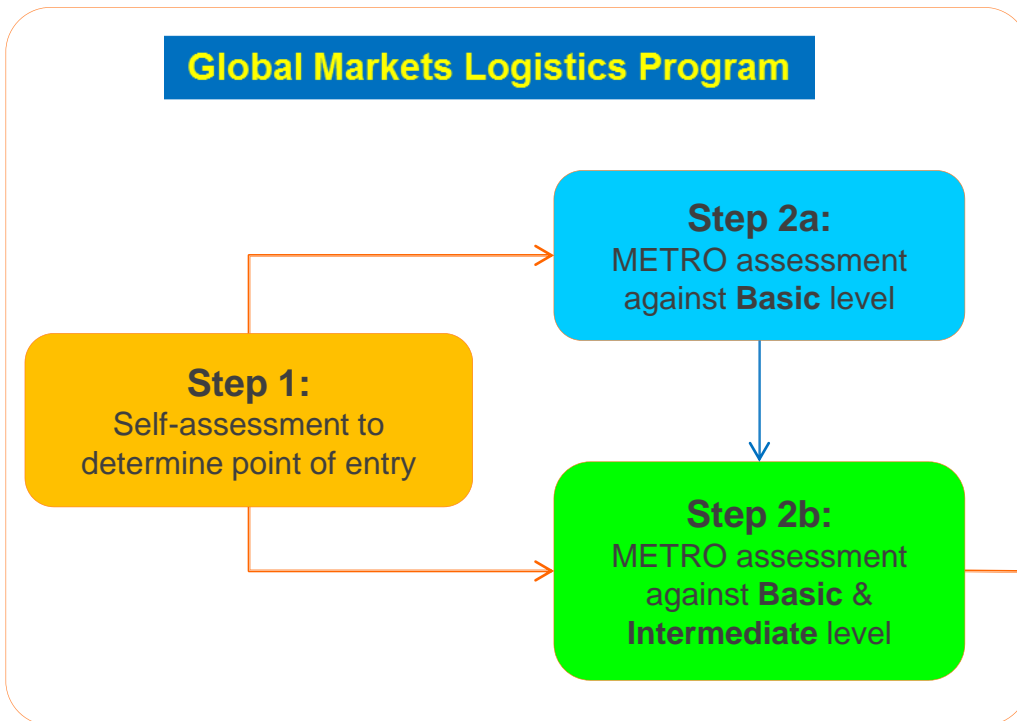 Global Markets Logistics Program
Step 2a:
METRO assessment
against Basic level
Step 1:
Self-assessment to
determine point of entry
Step 2b:
METRO assessment
against Basic &
Intermediate level